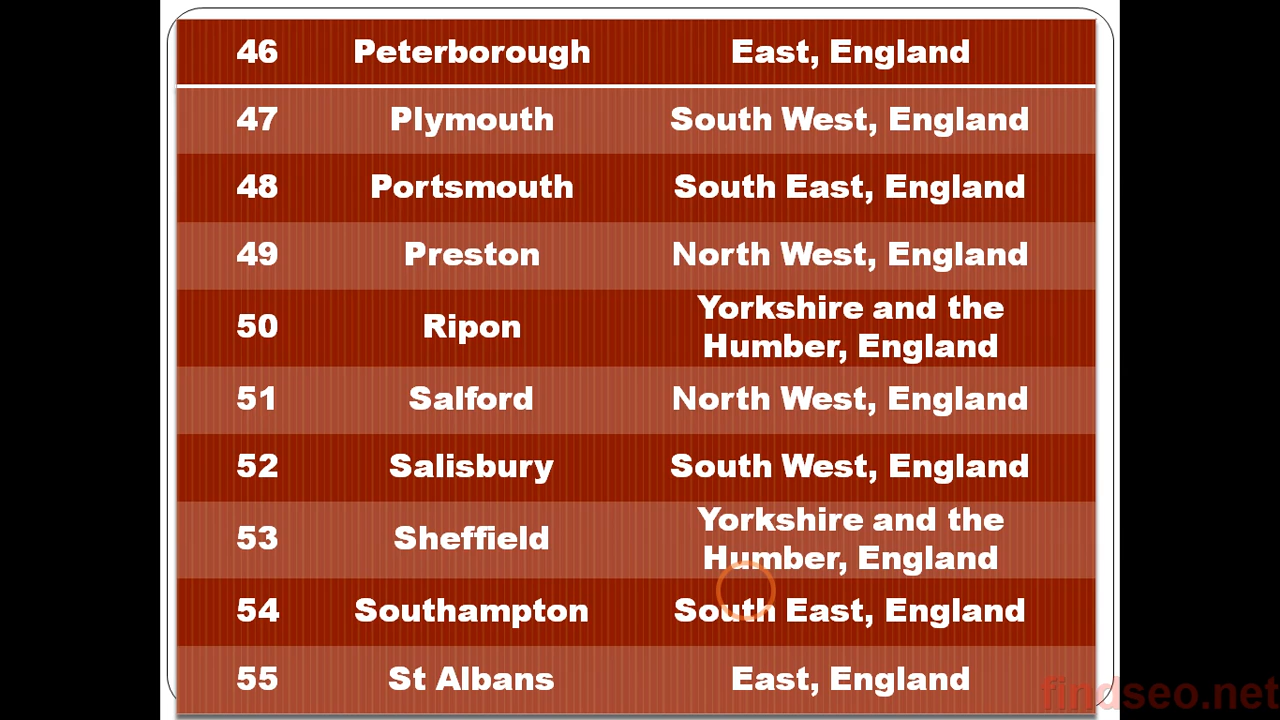 46 Peterborough East, England
47 Plymouth South West, England
48 Portsmouth South East, England
49 Preston North West, England
50 Ripon Yorkshire and the
Humber, England
51 Salford North West, England
52 Salisbury South West, England
53 Sheffield Yorkshire and the
Humber, England
54 Southampton South East, England
55 St Albans East, England
findseo.net